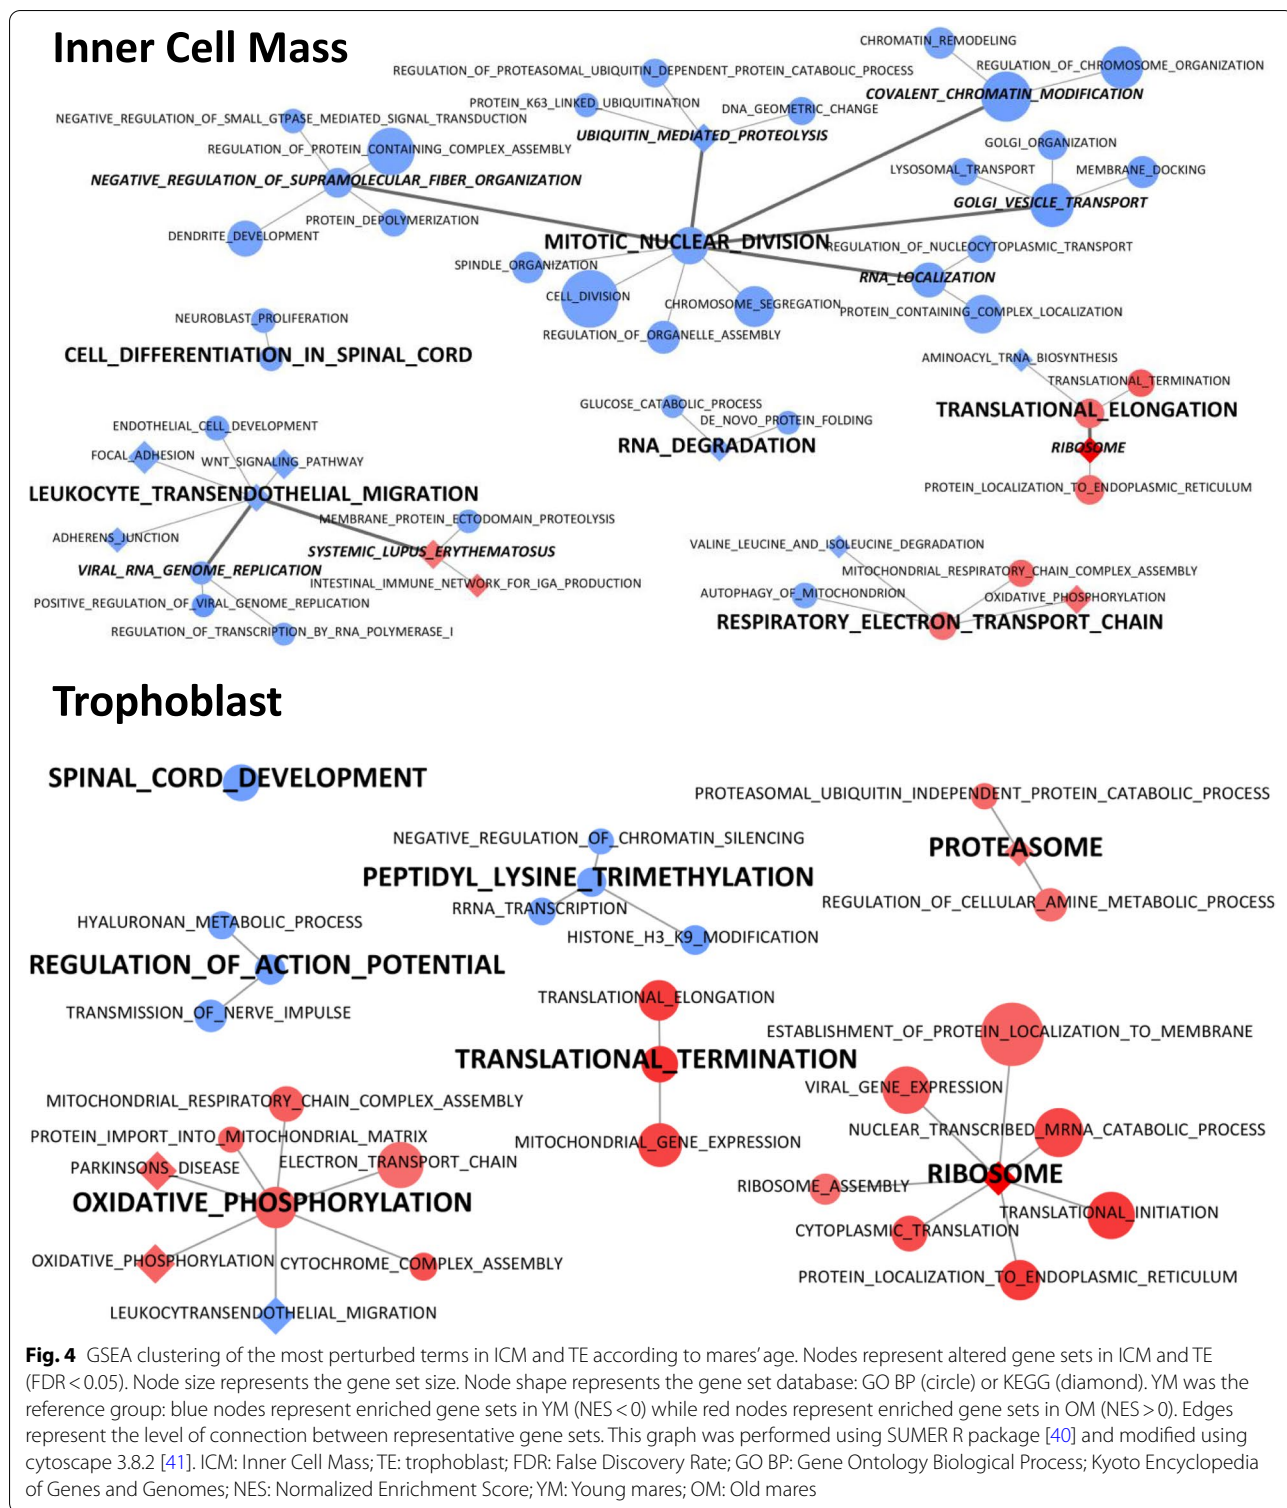 Inner Cell Mass
CHROMATIN_REMODELING
REGULATION_OF_CHROMOSOME_ORGANIZATION
REGULATION_OF_PROTEASOMAL_UBIQUITIN_DEPENDENT_PROTEIN_CATABOLIC_PROCESS
COVALENT_CHROMATIN_MODIFICATION
PROTEIN_K63_LINKED_UBIQUITINATION
DNA_GEOMETRIC_CHANGE
NEGATIVE_REGULATION_OF_SMALL_GTPASE_MEDIATED_SIGNAL_TRANSDUCTION
UBIQUITIN_MEDIATED_PROTEOLYSIS
GOLGI_ORGANIZATION
REGULATION_OF_PROTEIN_CONTAINING_COMPLEX_ASSEMBLY
LYSOSOMAL_TRANSPORT
MEMBRANE_DOCKING
NEGATIVE_REGULATION_OF_SUPRAMOLECULAR_FIBER_ORGANIZATION
GOLGI_VESICLE_TRANSPORT
PROTEIN_DEPOLYMERIZATION
DENDRITE_DEVELOPMENT
MITOTIC_NUCLEAR_DIVISION
REGULATION_OF_NUCLEOCYTOPLASMIC_TRANSPORT
SPINDLE_ORGANIZATION
RNA_LOCALIZATION
CELL_DIVISION
CHROMOSOME_SEGREGATION
PROTEIN_CONTAINING_COMPLEX_LOCALIZATION
NEUROBLAST_PROLIFERATION
REGULATION_OF_ORGANELLE_ASSEMBLY
CELL_DIFFERENTIATION_IN_SPINAL_CORD
AMINOACYL_TRNA_BIOSYNTHESIS
TRANSLATIONAL_TERMINATION
GLUCOSE_CATABOLIC_PROCESS
TRANSLATIONAL_ELONGATION
DE_NOVO_PROTEIN_FOLDING
ENDOTHELIAL_CELL_DEVELOPMENT
RNA_DEGRADATION
RIBOSOME
FOCAL_ADHESION
WNT_SIGNALING_PATHWAY
LEUKOCYTE_TRANSENDOTHELIAL_MIGRATION
PROTEIN_LOCALIZATION_TO_ENDOPLASMIC_RETICULUM
MEMBRANE_PROTEIN_ECTODOMAIN_PROTEOLYSIS
ADHERENS_JUNCTION
VALINE_LEUCINE_AND_ISOLEUCINE_DEGRADATION
SYSTEMIC_LUPUS_ERYTHEMATOSUS
VIRAL_RNA_GENOME_REPLICATION
MITOCHONDRIAL_RESPIRATORY_CHAIN_COMPLEX_ASSEMBLY
INTESTINAL_IMMUNE_NETWORK_FOR_IGA_PRODUCTION
AUTOPHAGY_OF_MITOCHONDRION
OXIDATIVE_PHOSPHORYLATION
POSITIVE_REGULATION_OF_VIRAL_GENOME_REPLICATION
RESPIRATORY_ELECTRON_TRANSPORT_CHAIN
REGULATION_OF_TRANSCRIPTION_BY_RNA_POLYMERASE_I
Trophoblast
SPINAL_CORD_DEVELOPMENT
PROTEASOMAL_UBIQUITIN_INDEPENDENT_PROTEIN_CATABOLIC_PROCESS
NEGATIVE_REGULATION_OF_CHROMATIN_SILENCING
PROTEASOME
PEPTIDYL_LYSINE_TRIMETHYLATION
REGULATION_OF_CELLULAR_AMINE_METABOLIC_PROCESS
RRNA_TRANSCRIPTION
HYALURONAN_METABOLIC_PROCESS
HISTONE_H3_K9_MODIFICATION
REGULATION_OF_ACTION_POTENTIAL
TRANSLATIONAL_ELONGATION
TRANSMISSION_OF_NERVE_IMPULSE
ESTABLISHMENT_OF_PROTEIN_LOCALIZATION_TO_MEMBRANE
TRANSLATIONAL_TERMINATION
VIRAL_GENE_EXPRESSION
MITOCHONDRIAL_RESPIRATORY_CHAIN_COMPLEX_ASSEMBLY
NUCLEAR_TRANSCRIBED_MRNA_CATABOLIC_PROCESS
PROTEIN_IMPORT_INTO_MITOCHONDRIAL_MATRIX
MITOCHONDRIAL_GENE_EXPRESSION
ELECTRON_TRANSPORT_CHAIN
PARKINSONS_DISEASE
RIBOSOME
RIBOSOME_ASSEMBLY
OXIDATIVE_PHOSPHORYLATION
TRANSLATIONAL_INITIATION
CYTOPLASMIC_TRANSLATION
OXIDATIVE_PHOSPHORYLATION
CYTOCHROME_COMPLEX_ASSEMBLY
PROTEIN_LOCALIZATION_TO_ENDOPLASMIC_RETICULUM
LEUKOCYTRANSENDOTHELIAL_MIGRATION
Fig. 4 GSEA clustering of the most perturbed terms in ICM and TE according to mares' age. Nodes represent altered gene sets in ICM and TE
(FDR < 0.05). Node size represents the gene set size. Node shape represents the gene set database: GO BP (circle) or KEGG (diamond). YM was the
reference group: blue nodes represent enriched gene sets in YM (NES < 0) while red nodes represent enriched gene sets in OM (NES > 0). Edges
represent the level of connection between representative gene sets. This graph was performed using SUMER R package [40] and modified using
cytoscape 3.8.2 [41]. ICM: Inner Cell Mass; TE: trophoblast; FDR: False Discovery Rate; GO BP: Gene Ontology Biological Process; Kyoto Encyclopedia
of Genes and Genomes; NES: Normalized Enrichment Score; YM: Young mares; OM: Old mares